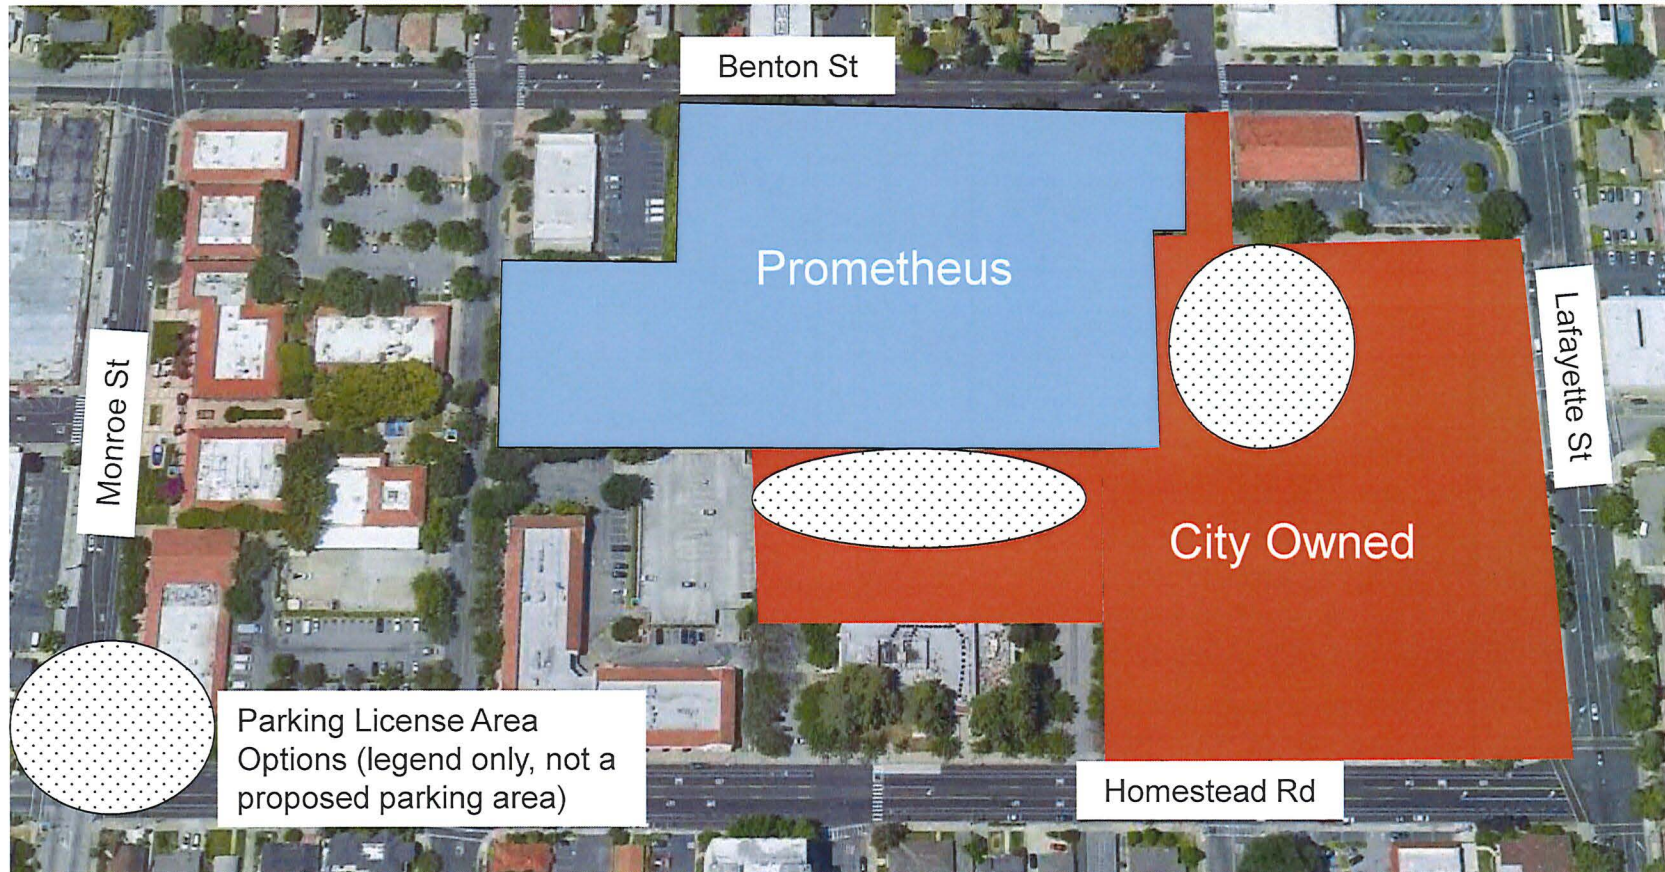 Benton St
Prometheus
Monroe St
Lafayette St
City Owned
Parking License Area
Options (legend only, not a
proposed parking area)
Homestead Rd